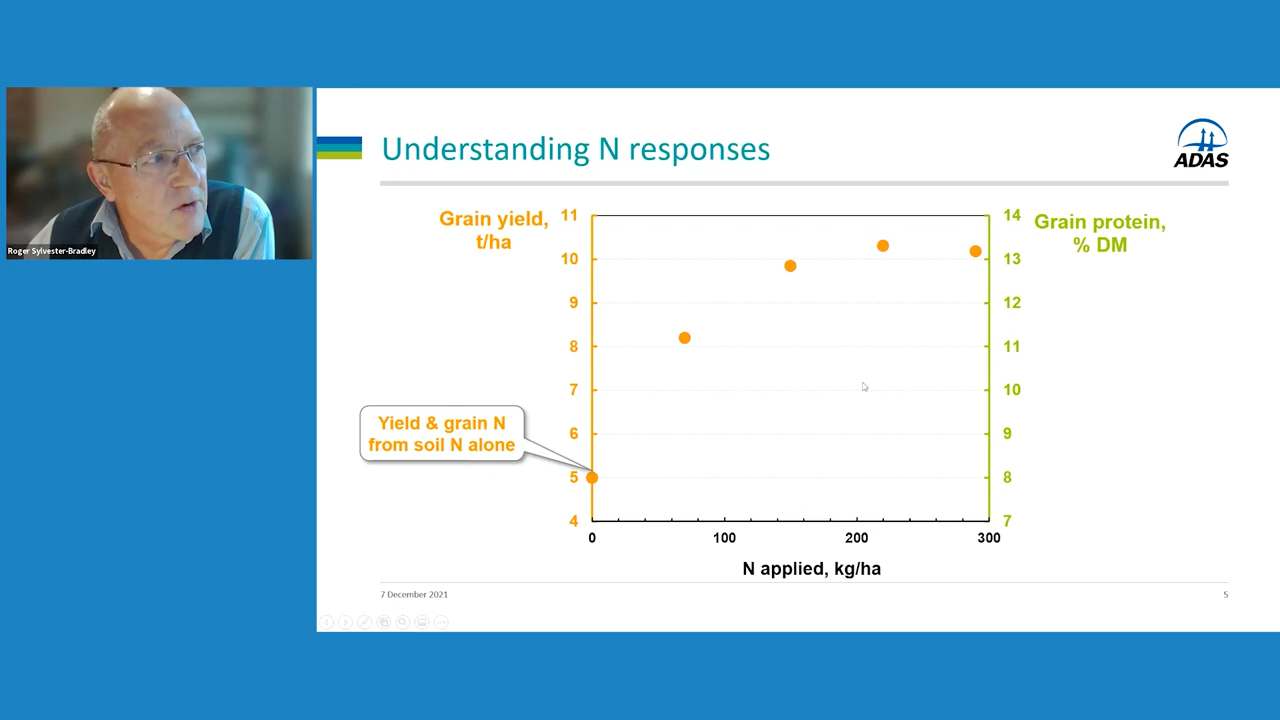 Roger Sylvester-Bradley
Understanding N responses
ADAS
Grain yield,
t/ha
11
10
9
8
7
6
5
4
14
13
12
11
10
9
8
7
Grain protein,
% DM
Yield & grain N
from soil N alone
0 100 200 300
N applied, kg/ha
7 December 2021
5